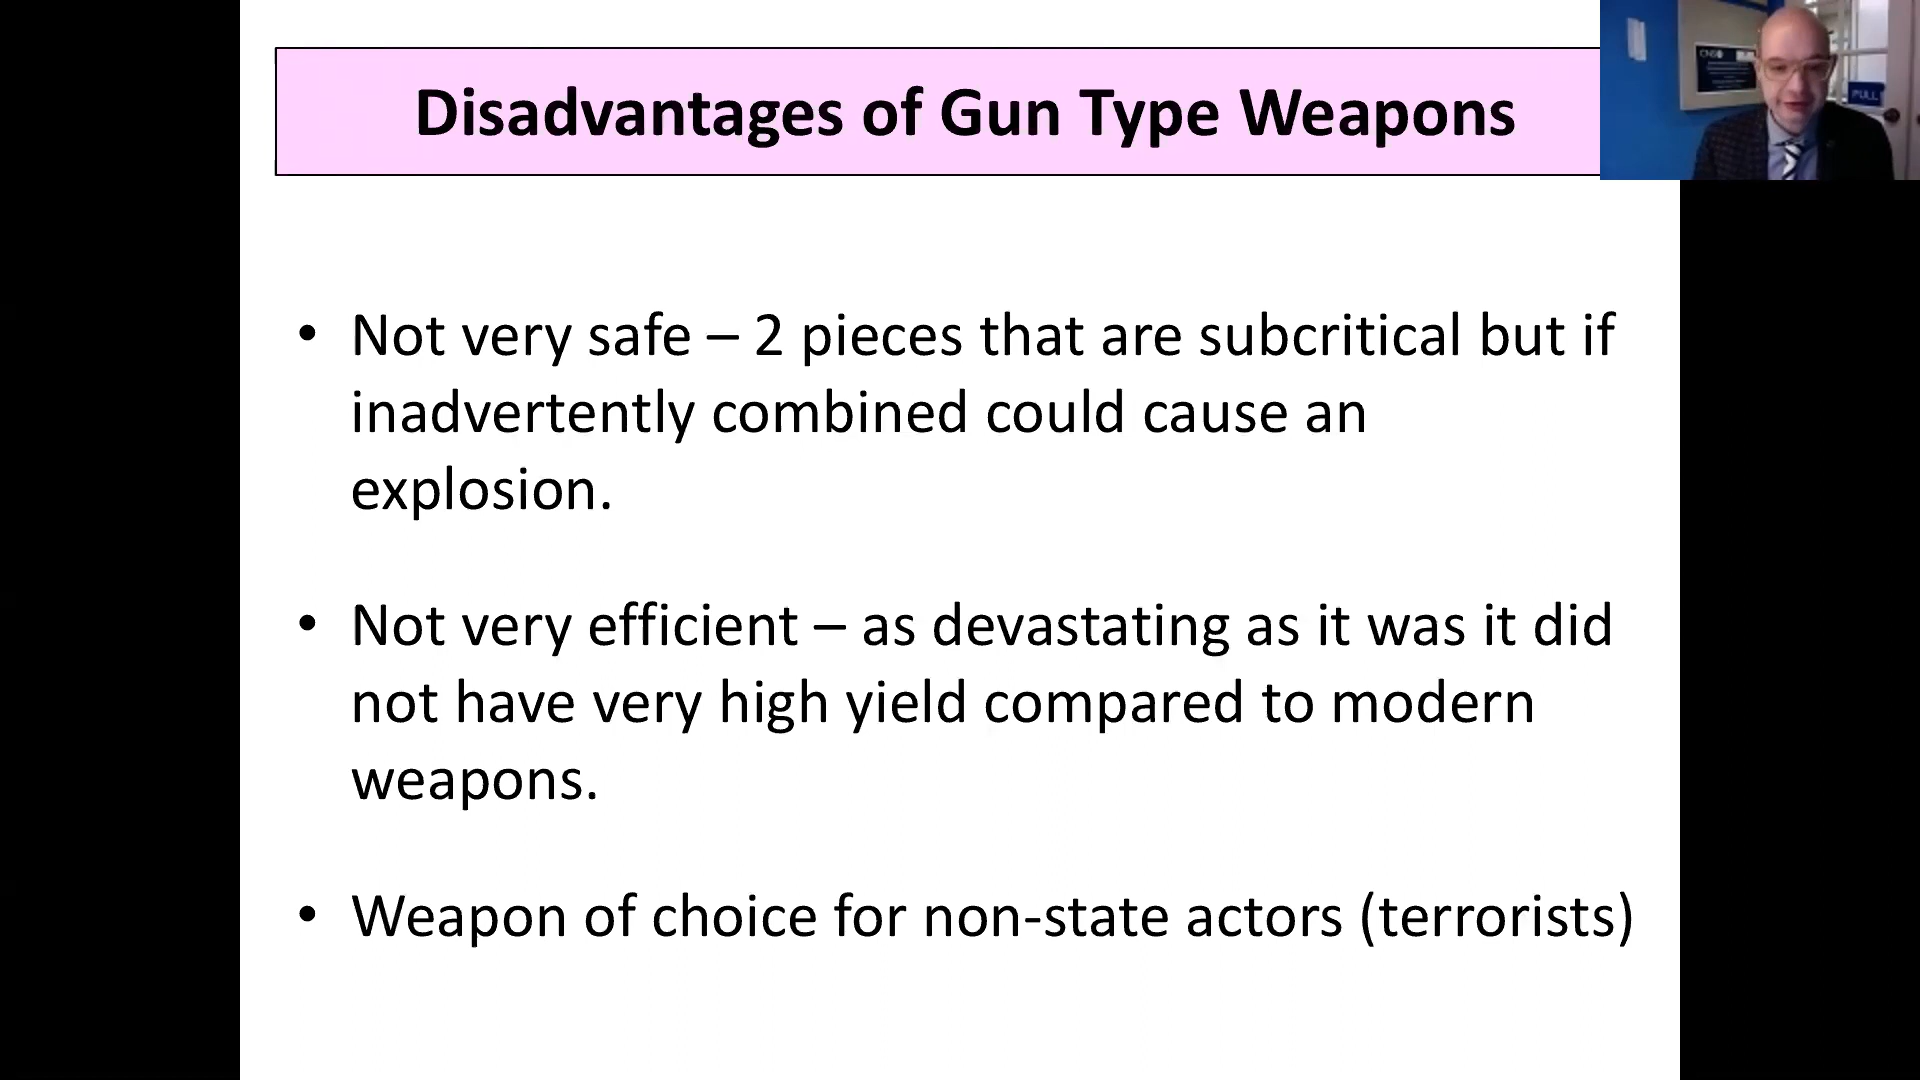 Disadvantages of Gun Type Weapons
CNS
PULL
• Not very safe – 2 pieces that are subcritical but if
inadvertently combined could cause an
explosion.
• Not very efficient – as devastating as it was it did
not have very high yield compared to modern
weapons.
• Weapon of choice for non-state actors (terrorists)